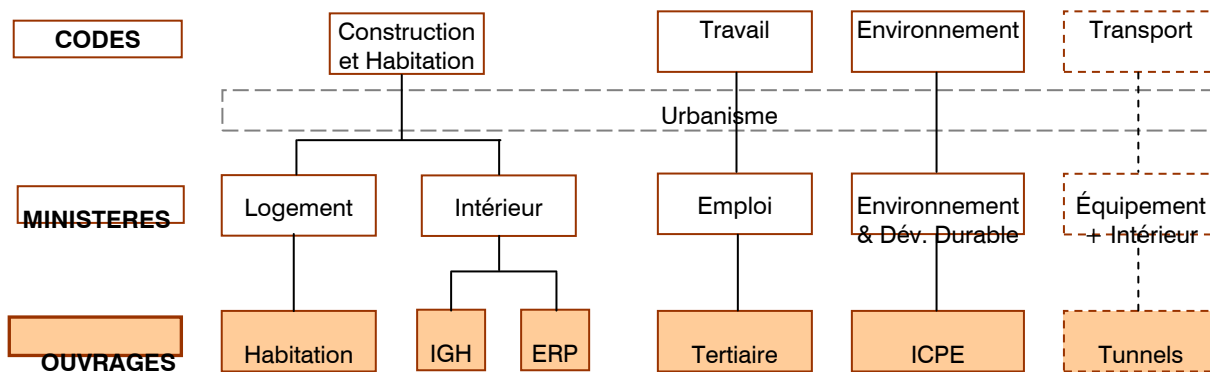 CODES
Construction
et Habitation
Travail
Environnement
Transport
Urbanisme
MINISTERES
Logement
Intérieur
Emploi
Environnement
& Dév. Durable
Équipement
+ Intérieur
OUVRAGES
Habitation
IGH
ERP
Tertiaire
ICPE
Tunnels